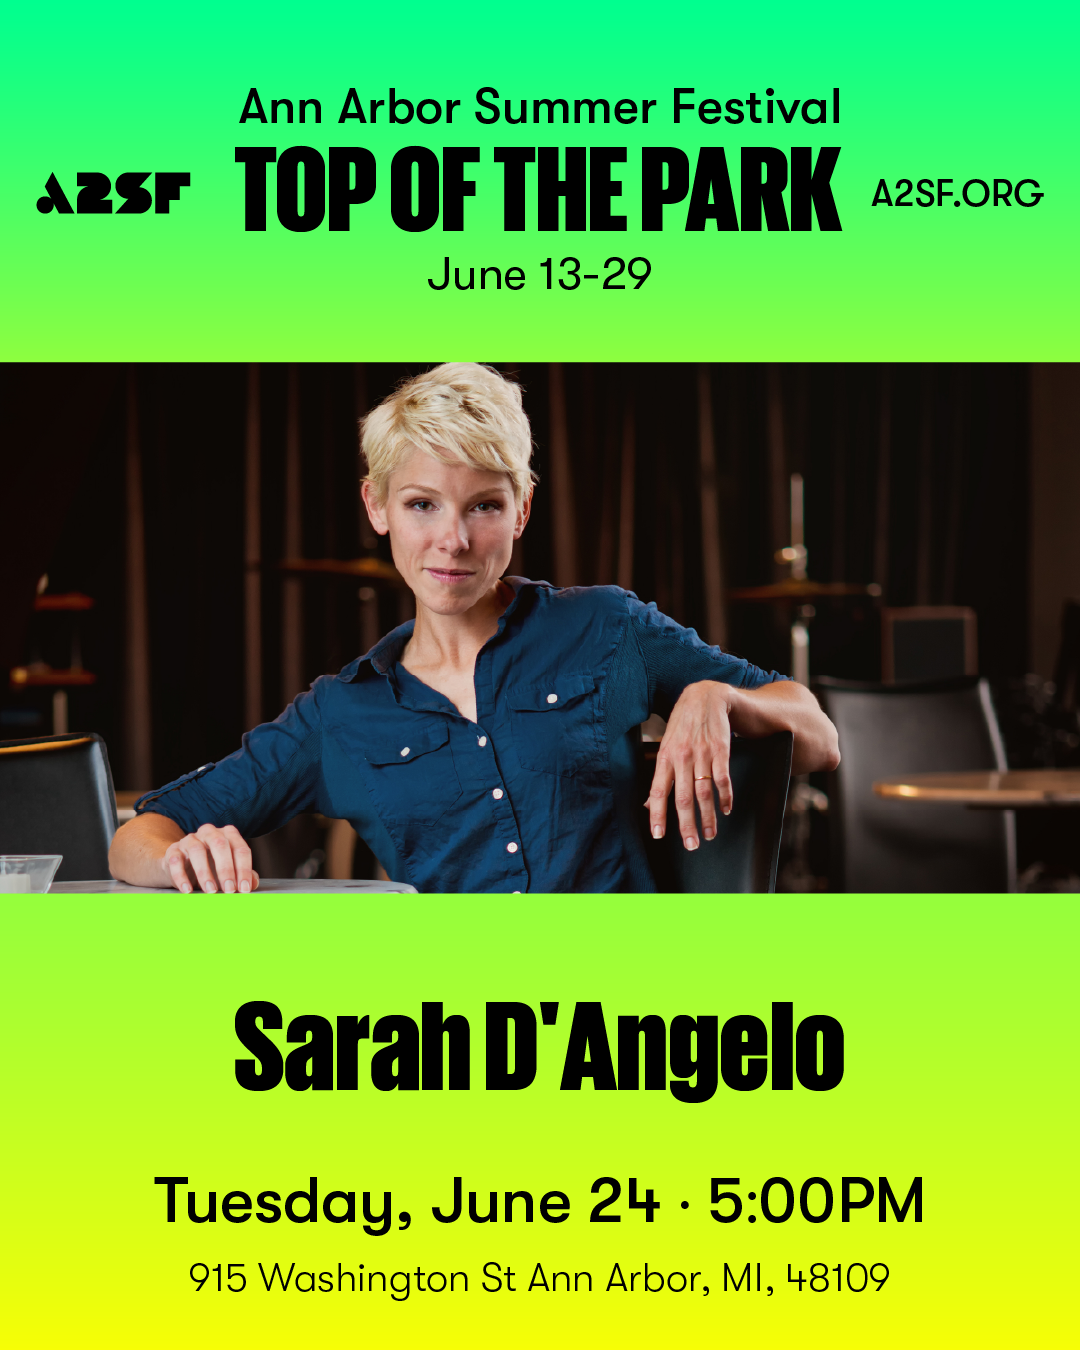 Ann Arbor Summer Festival
A2SF
TOP OF THE PARK
A2SF.ORG
June 13-29
Sarah D'Angelo
Tuesday, June 24 · 5:00PM
915 Washington St Ann Arbor, MI, 48109